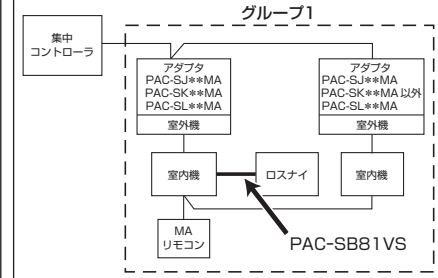 グループ1
集中
コントローラ
アダプタ
PAC-SJ**MA
PAC-SK**MA
PAC-SL**MA
室外機
アダプタ
PAC-SJ**MA
PAC-SK**MA以外
PAC-SL**MA
室外機
室内機
ロスナイ
室内機
MA
リモコン
PAC-SB81VS